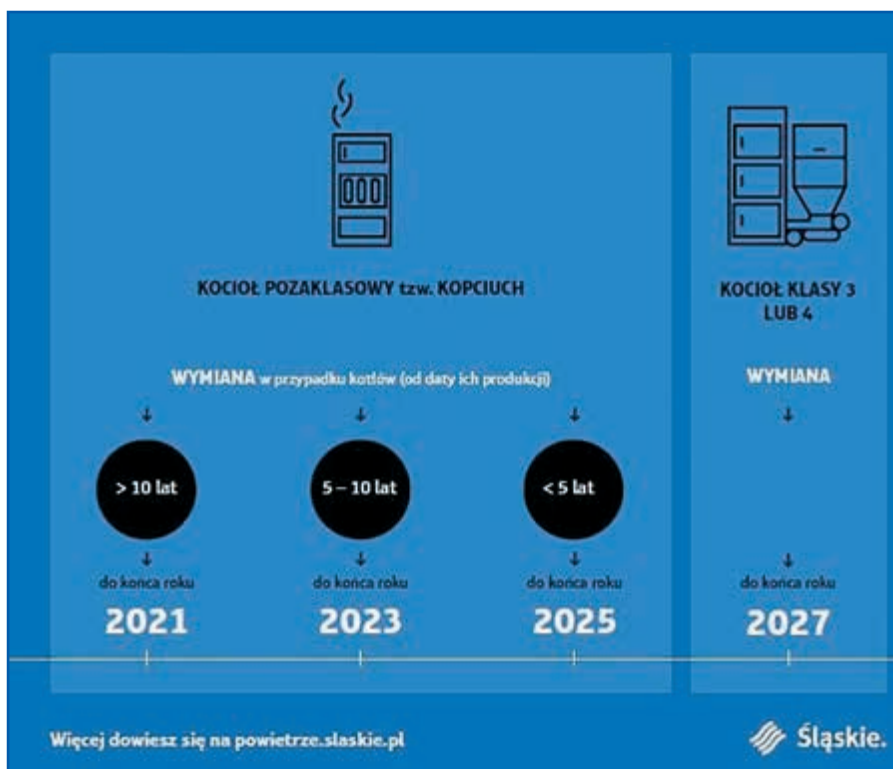 KOCIOŁ POZAKLASOWY tzw. KOPCIUCH
WYMIANA w przypadku kotłów (od daty ich produkcji)
> 10 lat
5 – 10 lat
< 5 lat
do końca roku
do końca roku
do końca roku
2021
2023
2025
KOCIOŁ KLASY 3
LUB 4
WYMIANA
do końca roku
2027
Więcej dowiesz się na powietrze.slaskie.pl
Śląskie.